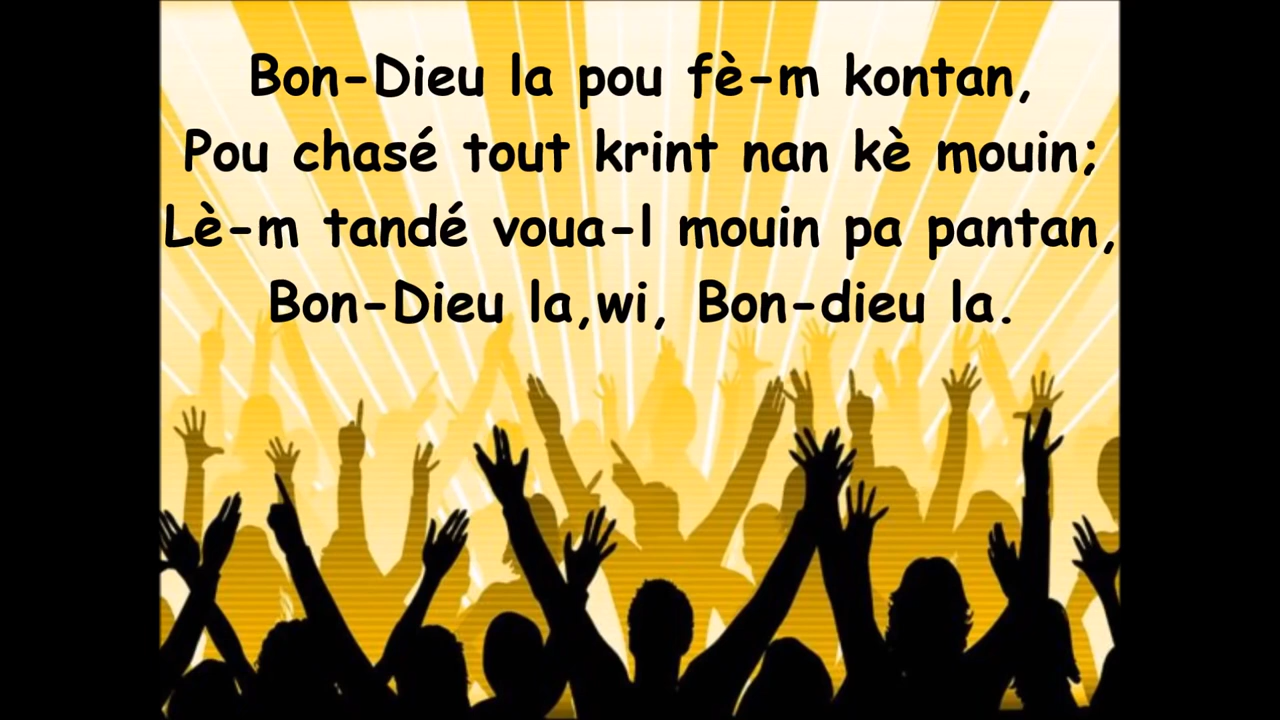 Bon-Dieu la pou fè-m kontan,
Pou chasé tout krint nan kè mouin;
Lè-m tandé voua-l mouin pa pantan,
Bon-Dieu la,wi, Bon-dieu la.